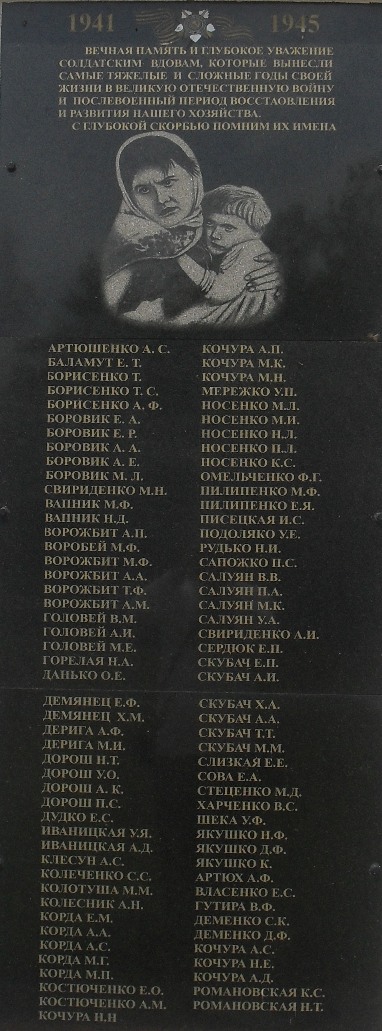 1941 1945
ВЕЧНАЯ ПАМЯТЬ И ГЛУБОКОЕ УВАЖЕНИЕ
СОЛДАТСКИМ ВДОВАМ, КОТОРЫЕ ВЫНЕСЛИ
САМЫЕ ТЯЖЕЛЫЕ И СЛОЖНЫЕ ГОДЫ СВОЕЙ
ЖИЗНИ В ВЕЛИКУЮ ОТЕЧЕСТВЕННУЮ ВОЙНУ
И ПОСЛЕВОЕННЫЙ ПЕРИОД ВОССТАОВЛЕНИЯ
И РАЗВИТИЯ НАШЕГО ХОЗЯЙСТВА.
С ГЛУБОКОЙ СКОРБЬЮ ПОМНИМ ИХ ИМЕНА
АРТЮШЕНКО А. С.
БАЛАМУТ Е. Т.
БОРИСЕНКО Т.
БОРИСЕНКО Т. С.
БОРИСЕНКО А. Ф.
БОРОВИК Е. А.
БОРОВИК Е. Р.
БОРОВИК А. А.
БОРОВИК А. Е.
БОРОВИК М. Л.
СВИРИДЕНКО М.Н.
ВАПНИК М.Ф.
ВАПНИК Н.Д.
ВОРОЖБИТ А.П.
ВОРОБЕЙ М.Ф.
ВОРОЖБИТ М.Ф.
ВОРОЖБИТ А.А.
ВОРОЖБИТ Т.Ф.
ВОРОЖБИТ А.М.
ГОЛОВЕЙ В.М.
ГОЛОВЕЙ А.И.
ГОЛОВЕЙ М.Е.
ГОРЕЛАЯ Н.А.
ДАНЬКО О.Е.
ДЕМЯНЕЦ Е.Ф.
ДЕМЯНЕЦ Х.М.
ДЕРИГА А.Ф.
ДЕРИГА М.И.
ДОРОШ Н.Т.
ДОРОШ У.О.
ДОРОШ А. К.
ДОРОШ П.С.
ДУДКО Е.С.
ИВАНИЦКАЯ У.Я.
ИВАНИЦКАЯ А.Д.
КЛЕСУН А.С.
КОЛЕЧЕНКО С.С.
КОЛОТУША М.М.
КОЛЕСНИК А.Н.
КОРДА Е.М.
КОРДА А.А.
КОРДА А.С.
КОРДА М.Г.
КОРДА М.П.
КОСТЮЧЕНКО Е.О.
КОСТЮЧЕНКО А.М.
КОЧУРА П.Н
КОЧУРА А.П.
КОЧУРА М.К.
КОЧУРА М.Н.
МЕРЕЖКО У.П.
НОСЕНКО М.Л.
НОСЕНКО М.И.
НОСЕНКО Н.Л.
НОСЕНКО П.Л.
НОСЕНКО К.С.
ОМЕЛЬЧЕНКО Ф.Г.
ПИЛИПЕНКО М.Ф.
ПИЛИПЕНКО Е.Я.
ПИСЕЦКАЯ И.С.
ПОДОЛЯКО У.Е.
РУДЬКО Н.И.
САПОЖКО П.С.
САЛУЯН В.В.
САЛУЯН П.А.
САЛУЯН М.К.
САЛУЯН У.А.
СВИРИДЕНКО А.И.
СЕРДЮК Е.П.
СКУБАЧ Е.П.
СКУБАЧ А.И.
СКУБАЧ Х.А.
СКУБАЧ А.А.
СКУБАЧ Т.Т.
СКУБАЧ М.М.
СЛИЗКАЯ Е.Е.
СОВА Е.А.
СТЕЦЕНКО М.Д.
ХАРЧЕНКО В.С.
ШЕКА У.Ф.
ЯКУШКО Н.Ф.
ЯКУШКО Д.Ф.
ЯКУШКО К.
АРТЮХ А.Ф.
ВЛАСЕНКО Е.С.
ГУТИРА В.Ф.
ДЕМЕНКО С.К.
ДЕМЕНКО Д.Ф.
КОЧУРА А.С.
КОЧУРА Н.Е.
КОЧУРА А.Д.
РОМАНОВСКАЯ К.С.
РОМАНОВСКАЯ Н.Т.